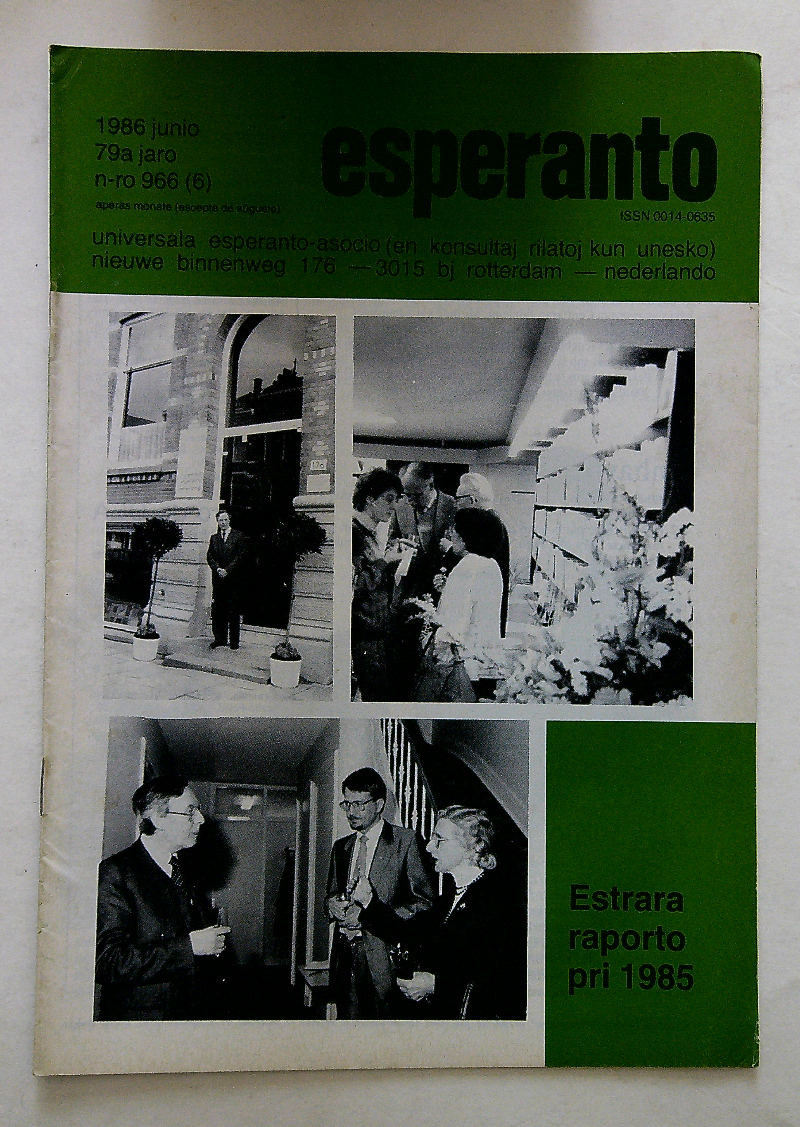 1986 junio
79a jaro
n-ro 966 (6)
aperas monate (escepte de aŭgusto)
esperanto
ISSN 0014-0635
universala esperanto-asocio (en konsultaj rilatoj kun unesko)
nieuwe binnenweg 176 — 3015 bj rotterdam — nederlando
176
Estrara
raporto
pri 1985